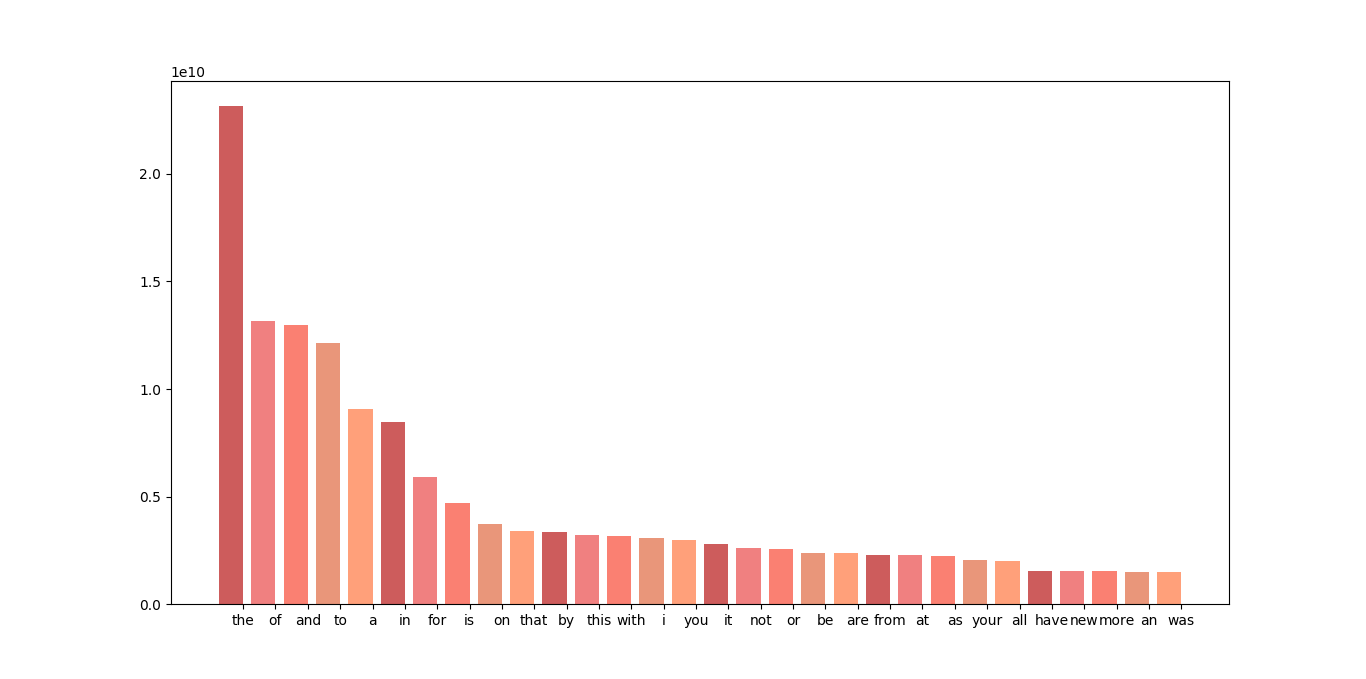 1e10
2.0
1.5
1.0
0.5
0.0
the of and to a in for is on that by this with i you it not or be are from at as your all have new more an was